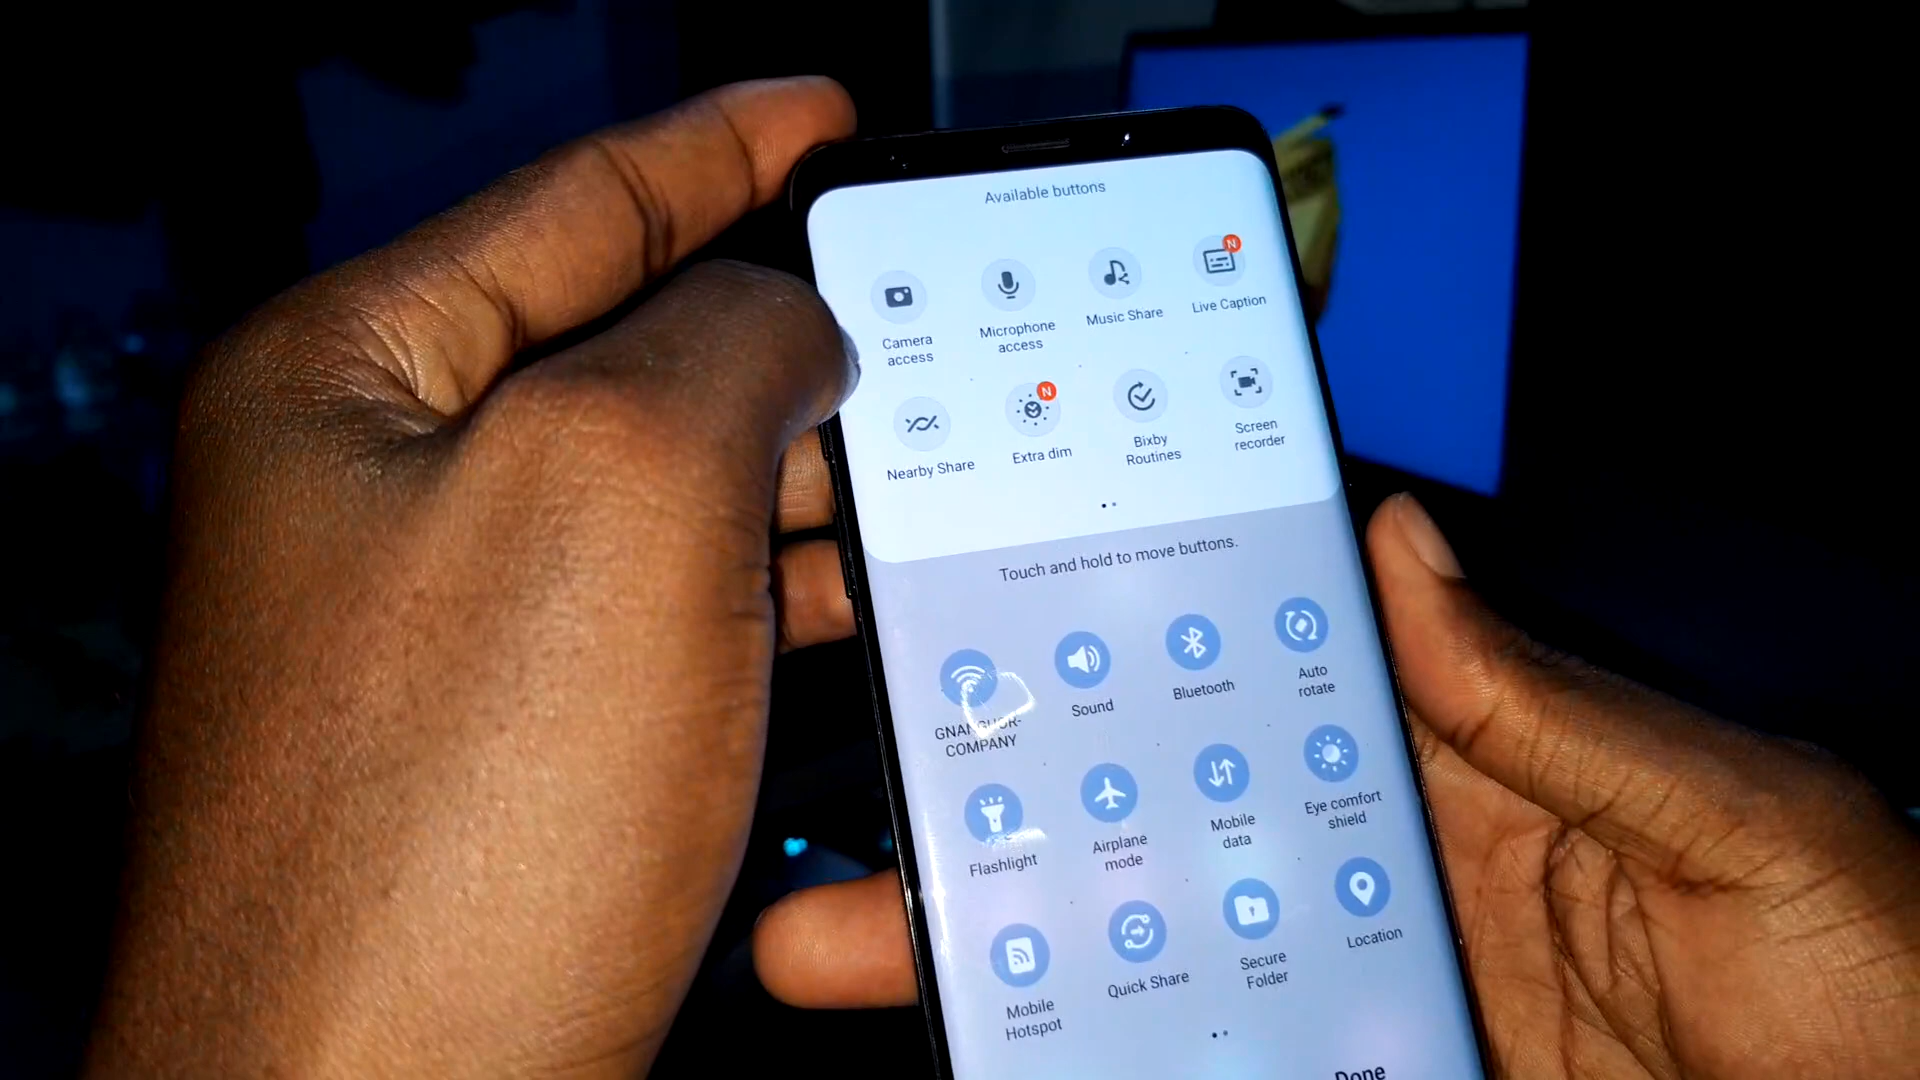 Available buttons
N
Camera
access
Microphone
access
Music Share
Live Caption
N
Nearby Share
Extra dim
Bixby
Routines
Screen
recorder
Touch and hold to move buttons.
COMPANY
Sound
Bluetooth
Auto
rotate
Flashlight
Airplane
mode
Mobile
data
Eye comfort
shield
Mobile
Hotspot
Quick Share
Secure
Folder
Location
Done